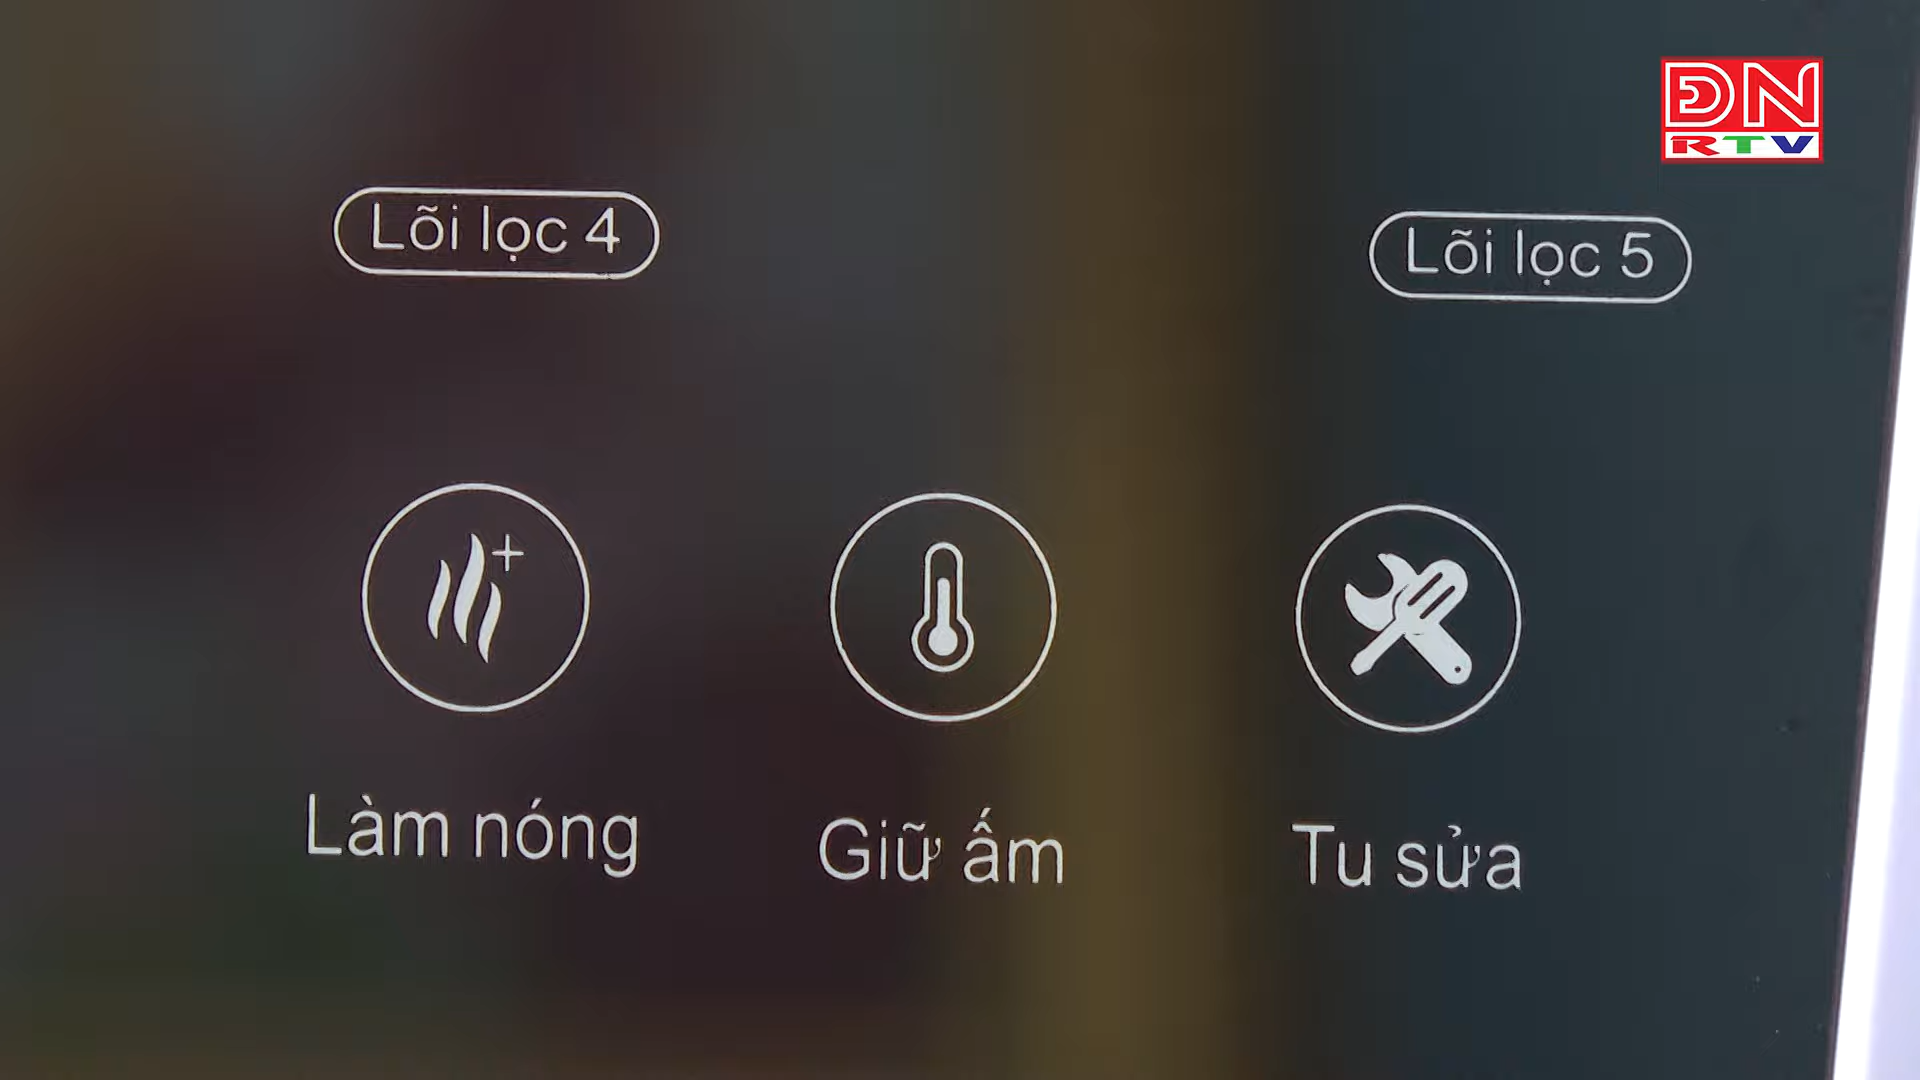 ĐN
RTV
Lõi lọc 4
Lõi lọc 5
Làm nóng
Giữ ấm
Tu sửa